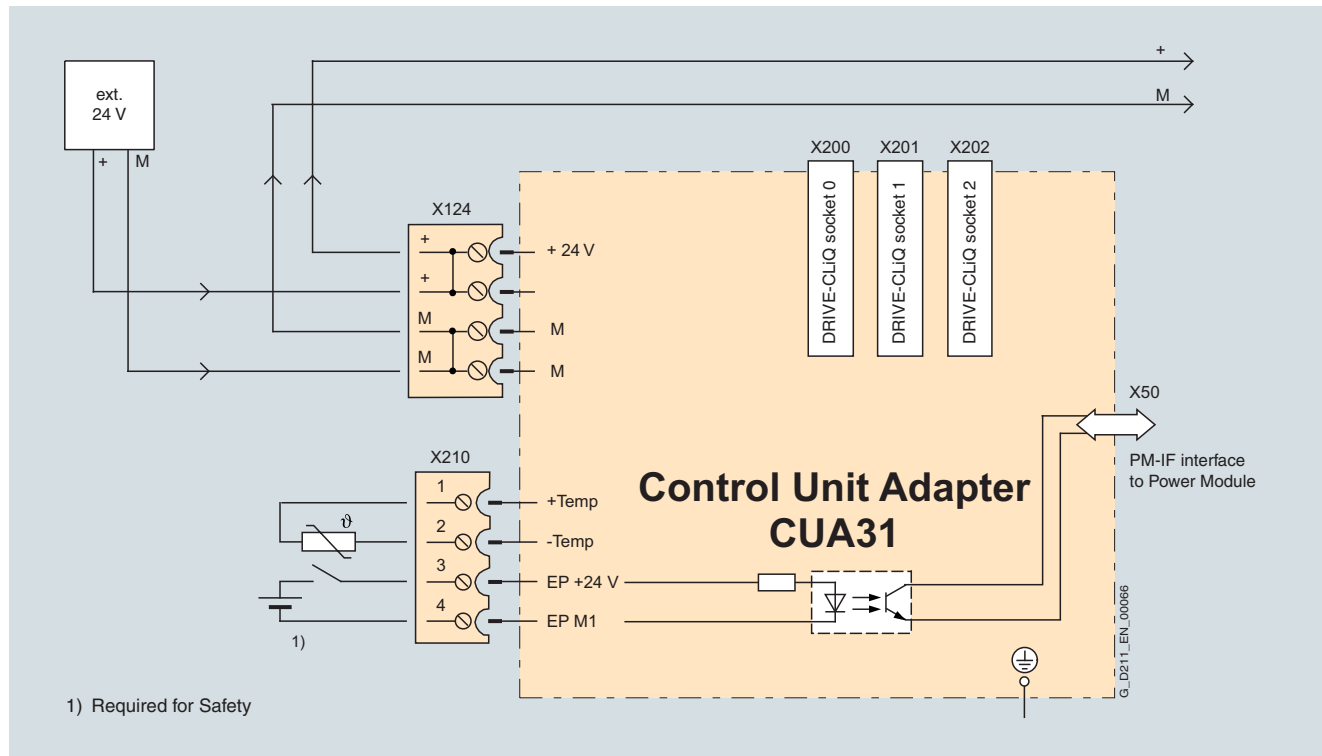 +
M
ext.
24 V
+ M
X200 X201 X202
DRIVE-CLiQ socket 0
DRIVE-CLiQ socket 1
DRIVE-CLiQ socket 2
X124
+ + 24 V
+
M M
M M
X50
PM-IF interface
to Power Module
Control Unit Adapter
CUA31
X210
1 +Temp
ϑ
2 -Temp
3 EP +24 V
4 EP M1
1)
G_D211_EN_00066
1) Required for Safety